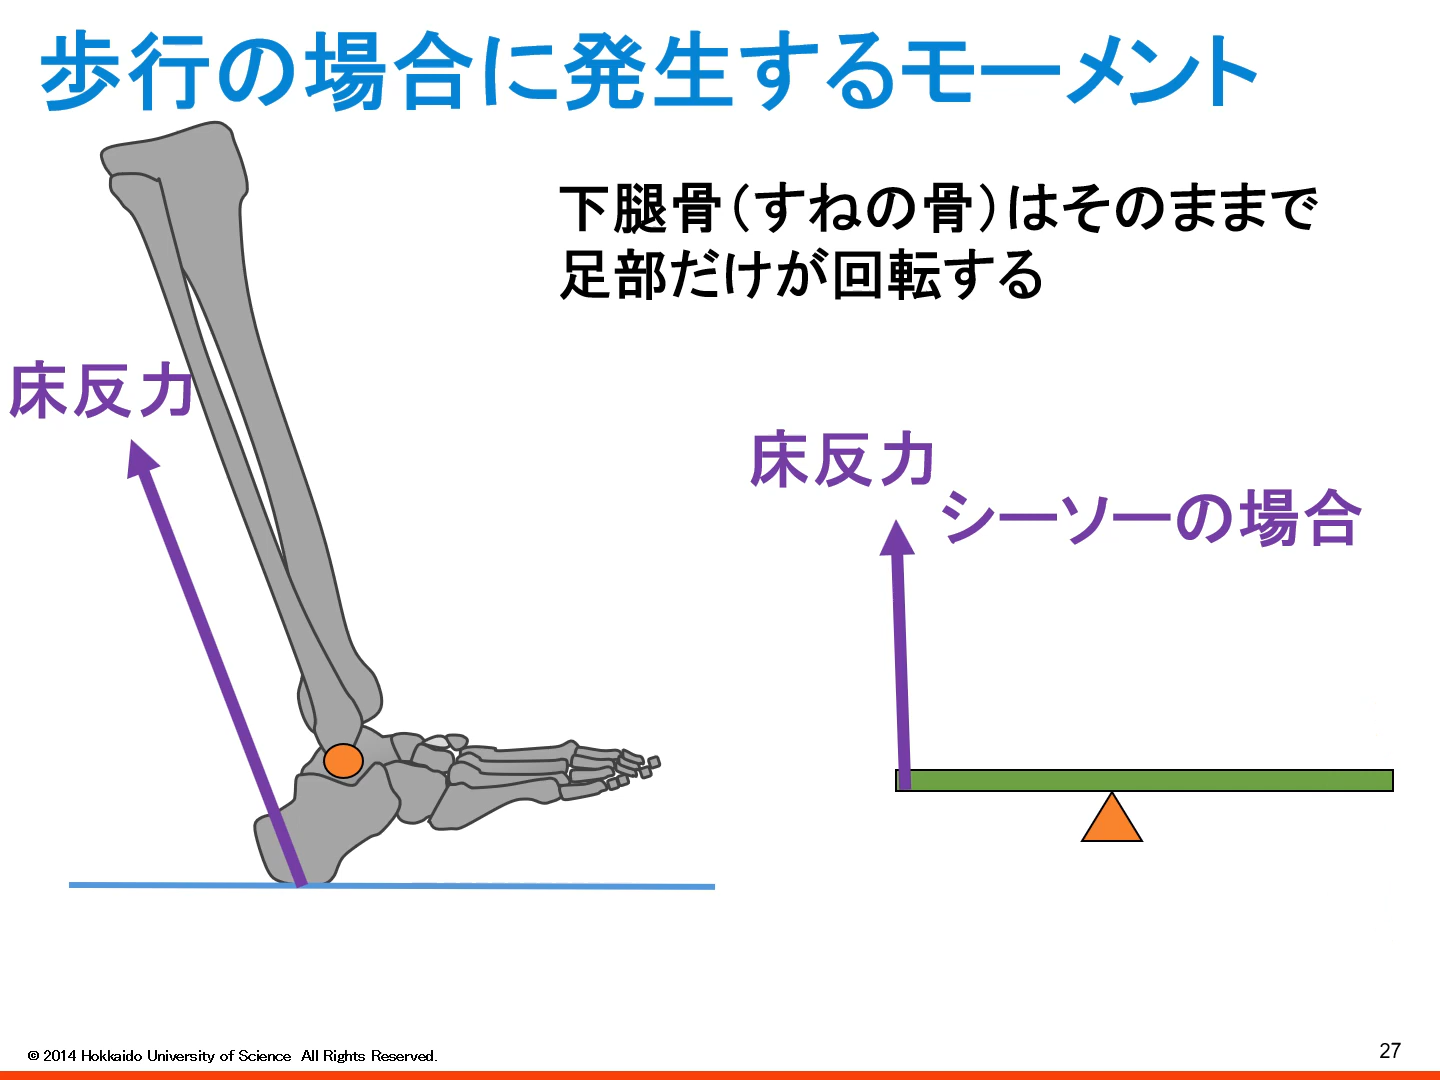 歩行の場合に発生するモーメント
下腿骨（すねの骨）はそのままで
足部だけが回転する
床反力
床反力
シーソーの場合
© 2014 Hokkaido University of Science All Rights Reserved.
27